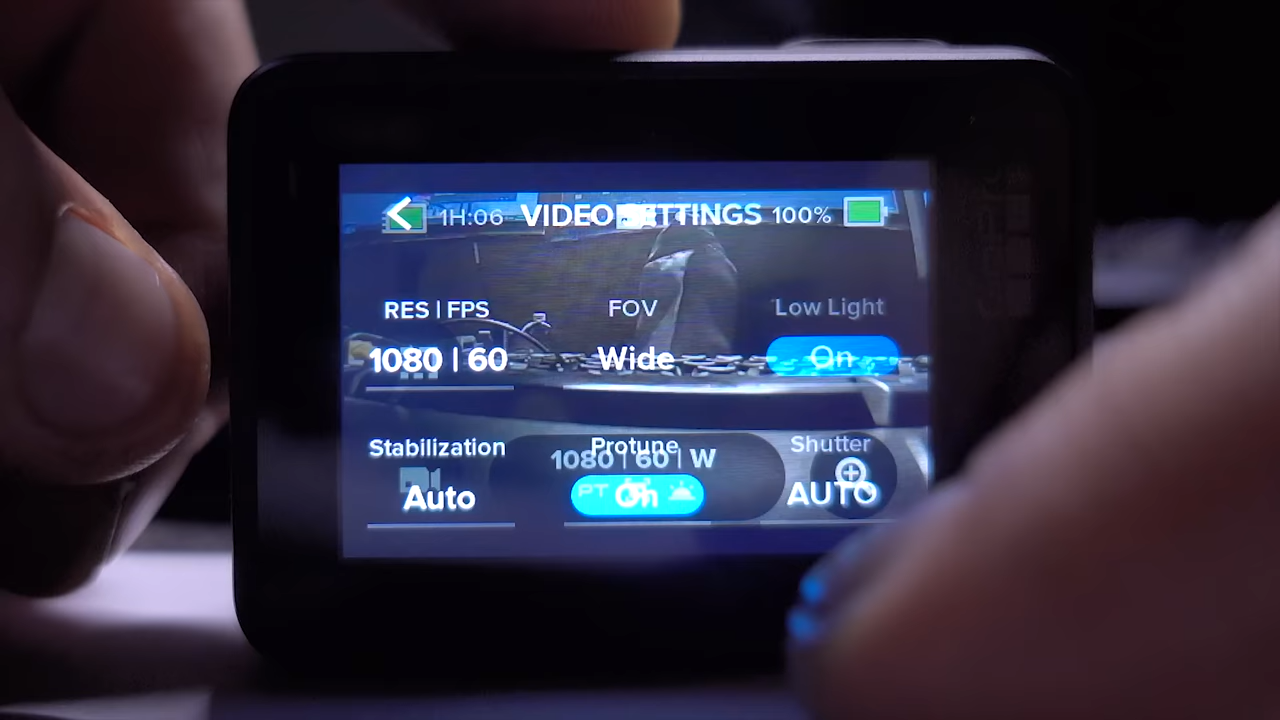 1H:06 VIDEO SETTINGS 100%
RES | FPS FOV Low Light
1080 | 60 Wide On
Stabilization Protune Shutter
1080 | 60 | W
Auto PT On AUTO